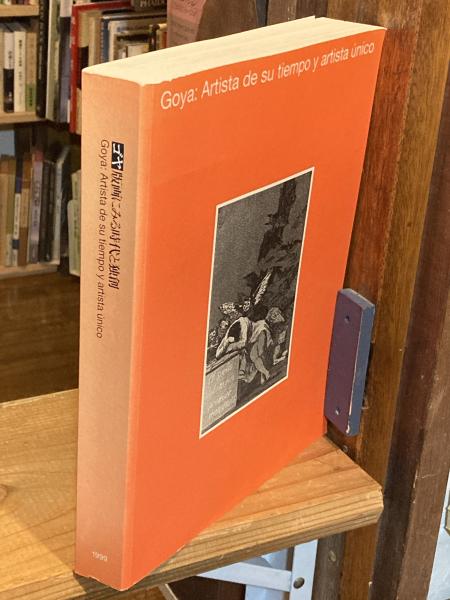 Goya: Artista de su tiempo y artista único
ゴヤ 版画にみる時代と独創
Goya: Artista de su tiempo y artista único
1999